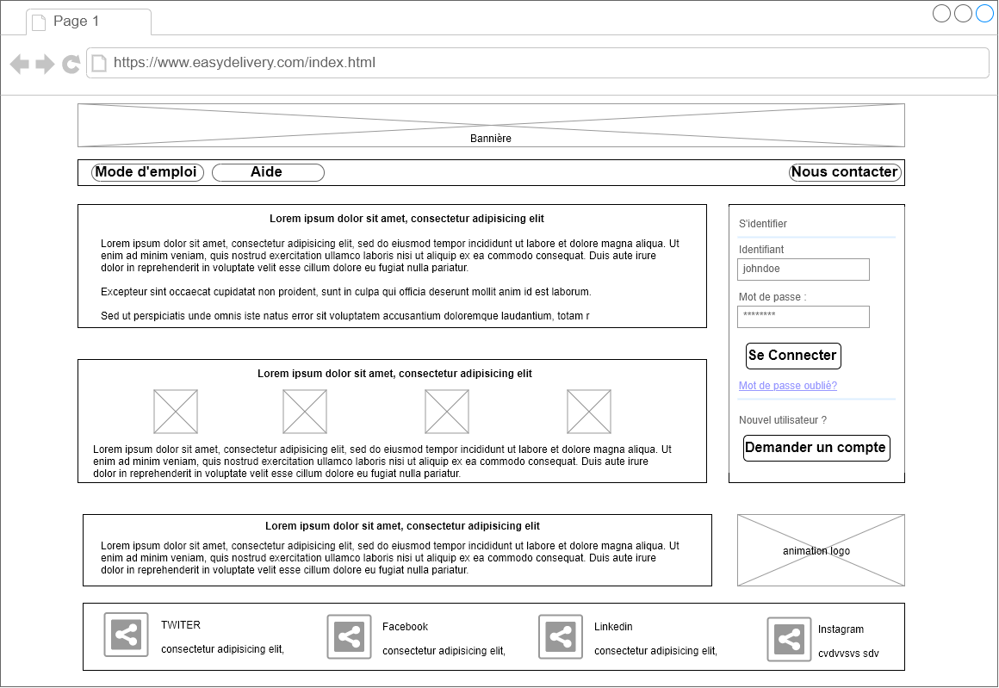 Page 1
https://www.easydelivery.com/index.html
Bannière
Mode d'emploi
Aide
Nous contacter
Lorem ipsum dolor sit amet, consectetur adipisicing elit
Lorem ipsum dolor sit amet, consectetur adipisicing elit, sed do eiusmod tempor incididunt ut labore et dolore magna aliqua. Ut
enim ad minim veniam, quis nostrud exercitation ullamco laboris nisi ut aliquip ex ea commodo consequat. Duis aute irure
dolor in reprehenderit in voluptate velit esse cillum dolore eu fugiat nulla pariatur.
Excepteur sint occaecat cupidatat non proident, sunt in culpa qui officia deserunt mollit anim id est laborum.
Sed ut perspiciatis unde omnis iste natus error sit voluptatem accusantium doloremque laudantium, totam r
S'identifier
Identifiant
johndoe
Mot de passe :
********
Se Connecter
Mot de passe oublié?
Nouvel utilisateur ?
Demander un compte
Lorem ipsum dolor sit amet, consectetur adipisicing elit
Lorem ipsum dolor sit amet, consectetur adipisicing elit, sed do eiusmod tempor incididunt ut labore et dolore magna aliqua. Ut
enim ad minim veniam, quis nostrud exercitation ullamco laboris nisi ut aliquip ex ea commodo consequat. Duis aute irure
dolor in reprehenderit in voluptate velit esse cillum dolore eu fugiat nulla pariatur.
Lorem ipsum dolor sit amet, consectetur adipisicing elit
Lorem ipsum dolor sit amet, consectetur adipisicing elit, sed do eiusmod tempor incididunt ut labore et dolore magna aliqua. Ut
enim ad minim veniam, quis nostrud exercitation ullamco laboris nisi ut aliquip ex ea commodo consequat. Duis aute irure
dolor in reprehenderit in voluptate velit esse cillum dolore eu fugiat nulla pariatur.
animation logo
TWITER
consectetur adipisicing elit,
Facebook
consectetur adipisicing elit,
Linkedin
consectetur adipisicing elit,
Instagram
cvdvvsvs sdv